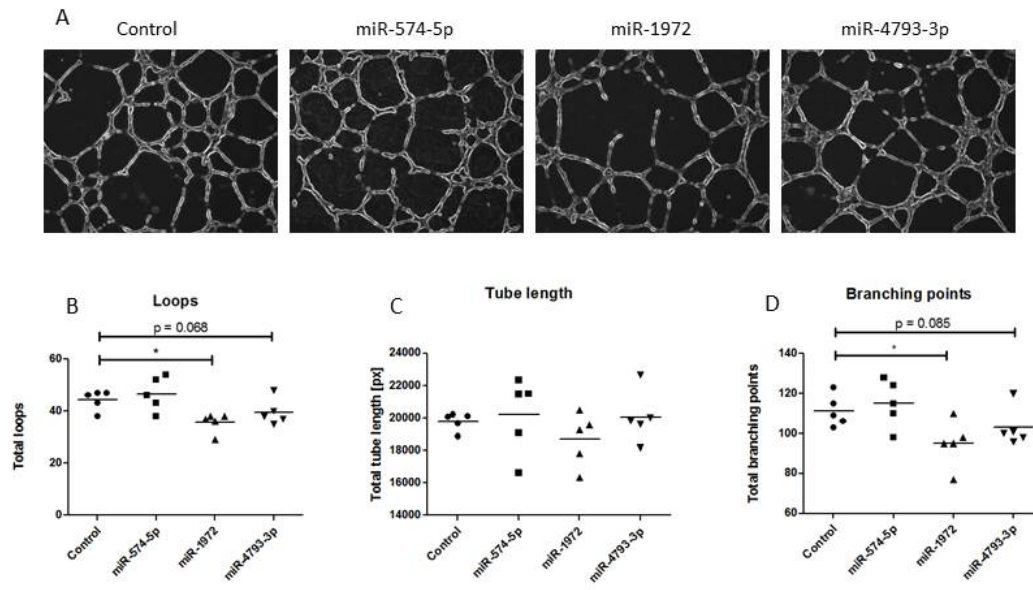 A
Control
miR-574-5p
miR-1972
miR-4793-3p
B
Loops
p = 0.068
*
Total loops
60
40
20
0
Control
miR-574-5p
miR-1972
miR-4793-3p
C
Tube length
Total tube length [px]
24000
22000
20000
18000
16000
14000
Control
miR-574-5p
miR-1972
miR-4793-3p
D
Branching points
p = 0.085
*
Total branching points
140
120
100
80
60
Control
miR-574-5p
miR-1972
miR-4793-3p